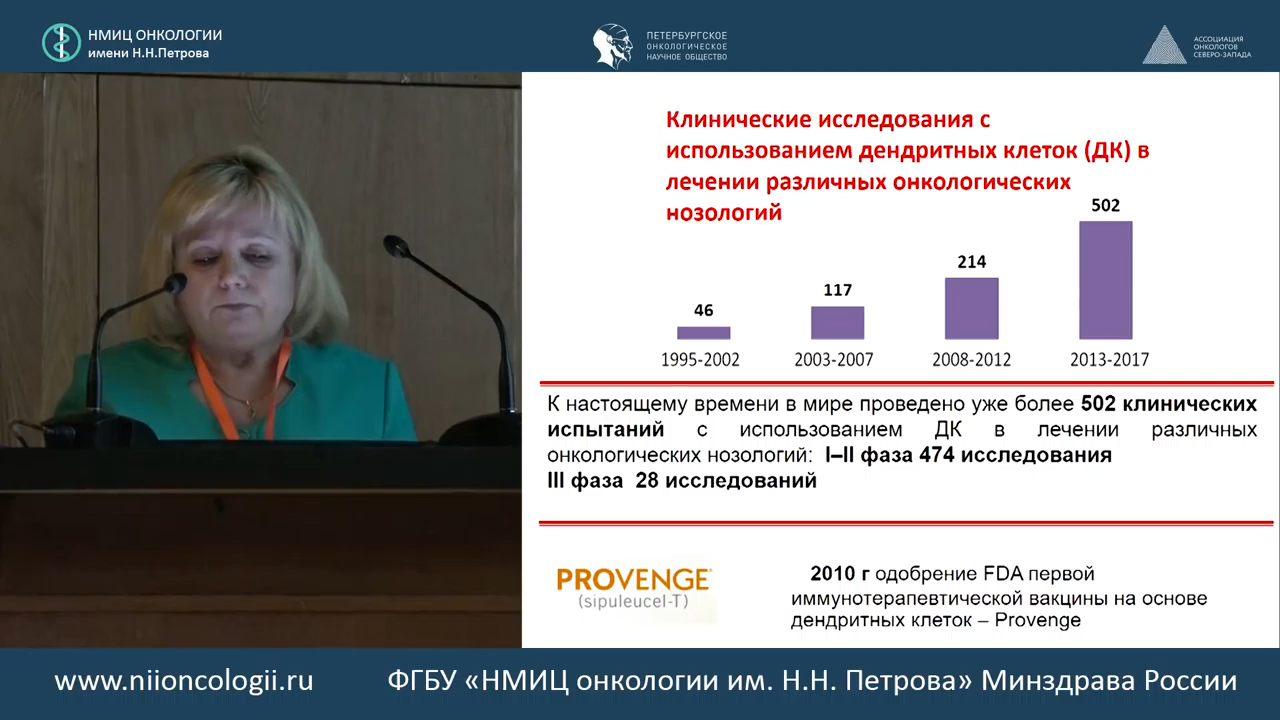 НМИЦ ОНКОЛОГИИ
имени Н.Н.Петрова
ПЕТЕРБУРГСКОЕ
ОНКОЛОГИЧЕСКОЕ
НАУЧНОЕ ОБЩЕСТВО
АССОЦИАЦИЯ
ОНКОЛОГОВ
СЕВЕРО-ЗАПАДА
Клинические исследования с
использованием дендритных клеток (ДК) в
лечении различных онкологических
нозологий
46
117
214
502
1995-2002
2003-2007
2008-2012
2013-2017
К настоящему времени в мире проведено уже более 502 клинических
испытаний с использованием ДК в лечении различных
онкологических нозологий: I–II фаза 474 исследования
III фаза 28 исследований
PROVENGE®
(sipuleucel-T)
2010 г одобрение FDA первой
иммунотерапевтической вакцины на основе
дендритных клеток – Provenge
www.niioncologii.ru
ФГБУ «НМИЦ онкологии им. Н.Н. Петрова» Минздрава России